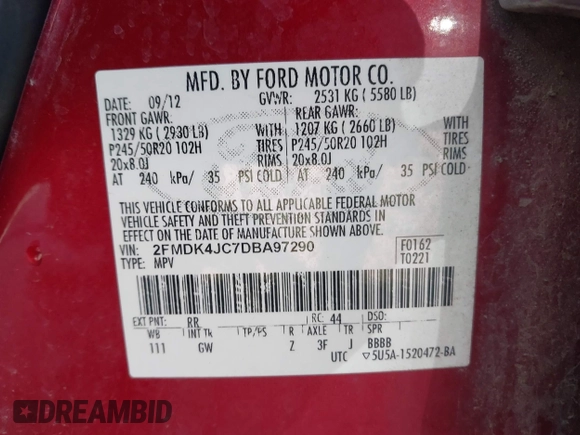 MFD. BY FORD MOTOR CO.
DATE: 09/12 GVWR: 2531 KG ( 5580 LB)
FRONT GAWR: REAR GAWR:
1329 KG ( 2930 LB) WITH 1207 KG ( 2660 LB) WITH
P245/50R20 102H TIRES P245/50R20 102H TIRES
20x8.0J RIMS 20x8.0J RIMS
AT 240 kPa/ 35 PSI COLD AT 240 kPa/ 35 PSI COLD
THIS VEHICLE CONFORMS TO ALL APPLICABLE FEDERAL MOTOR
VEHICLE SAFETY AND THEFT PREVENTION STANDARDS IN
EFFECT ON THE DATE OF MANUFACTURE SHOWN ABOVE.
VIN: 2FMDK4JC7DBA97290 F0162
TYPE: MPV T0221
EXT PNT: RR RC: 44 DSO:
WB INT TR TP/PS R AXLE TR SPR
111 GW Z 3F J BBBB
UTC ▽5U5A-1520472-BA
DREAMBID